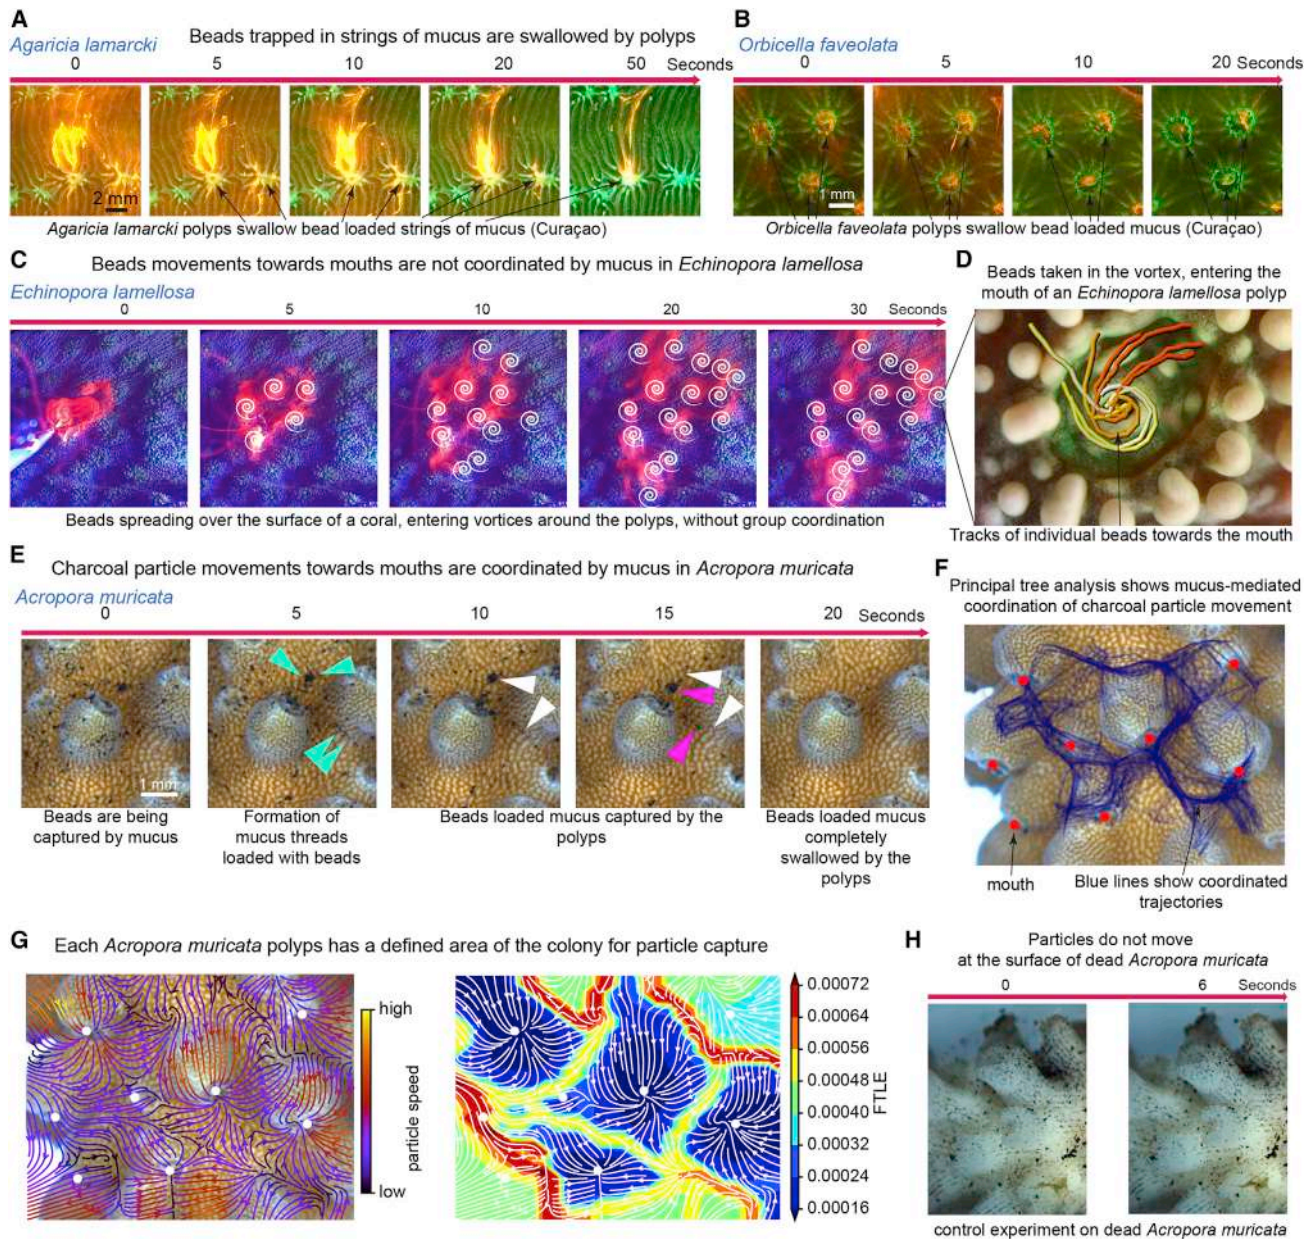 A
Beads trapped in strings of mucus are swallowed by polyps
Agaricia lamarcki
0 5 10 20 50 Seconds
2 mm
Agaricia lamarcki polyps swallow bead loaded strings of mucus (Curaçao)
B
Orbicella faveolata
0 5 10 20 Seconds
1 mm
Orbicella faveolata polyps swallow bead loaded mucus (Curaçao)
C
Beads movements towards mouths are not coordinated by mucus in Echinopora lamellosa
Echinopora lamellosa
0 5 10 20 30 Seconds
Beads spreading over the surface of a coral, entering vortices around the polyps, without group coordination
D
Beads taken in the vortex, entering the
mouth of an Echinopora lamellosa polyp
Tracks of individual beads towards the mouth
E
Charcoal particle movements towards mouths are coordinated by mucus in Acropora muricata
Acropora muricata
0 5 10 15 20 Seconds
1 mm
Beads are being
captured by mucus
Formation of
mucus threads
loaded with beads
Beads loaded mucus captured by the
polyps
Beads loaded mucus
completely
swallowed by the
polyps
F
Principal tree analysis shows mucus-mediated
coordination of charcoal particle movement
mouth
Blue lines show coordinated
trajectories
G
Each Acropora muricata polyps has a defined area of the colony for particle capture
high
particle speed
low
0.00072
0.00064
0.00056
0.00048
0.00040
0.00032
0.00024
0.00016
FTLE
H
Particles do not move
at the surface of dead Acropora muricata
0 6 Seconds
control experiment on dead Acropora muricata